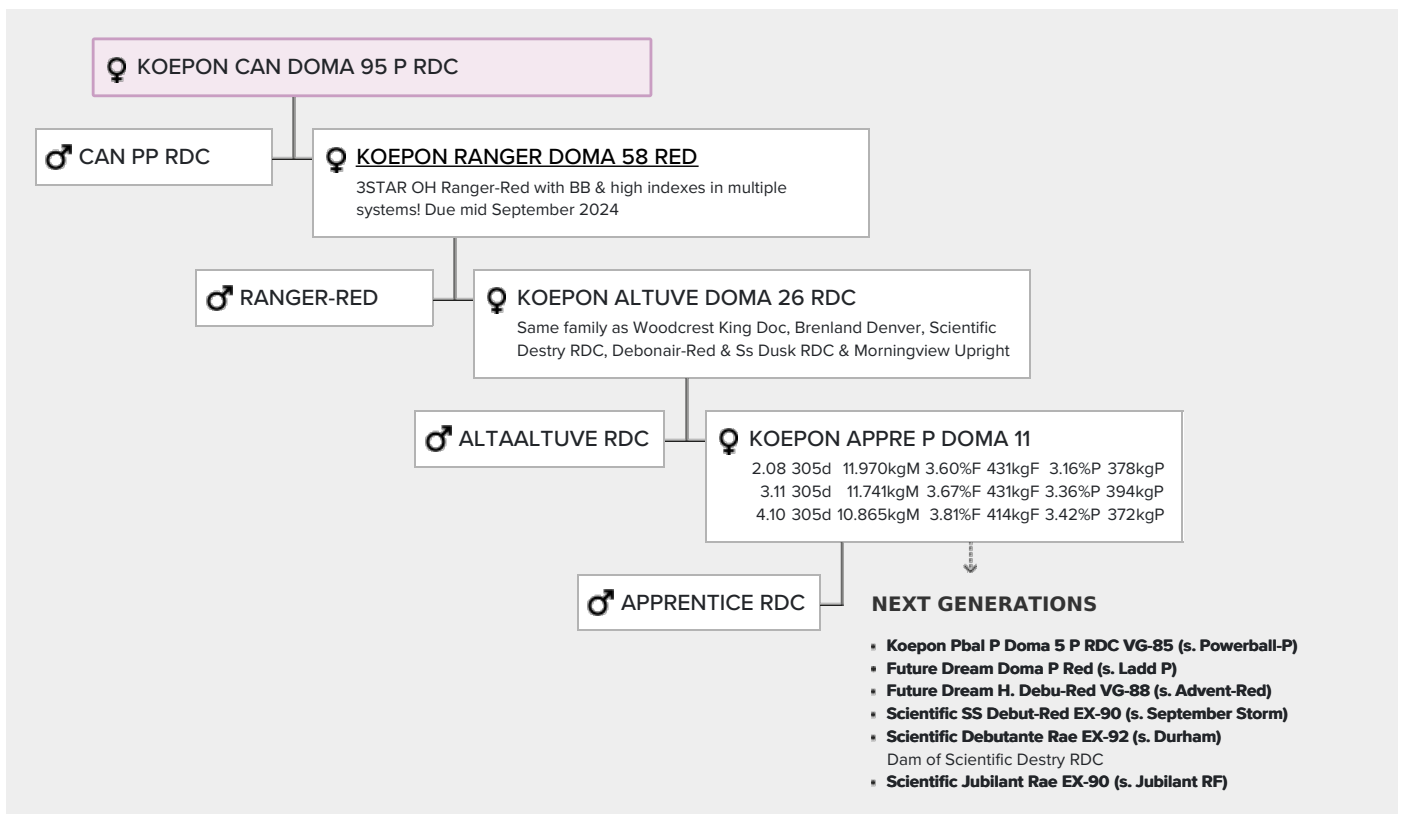 KOEPON CAN DOMA 95 P RDC
CAN PP RDC
KOEPON RANGER DOMA 58 RED
3STAR OH Ranger-Red with BB & high indexes in multiple
systems! Due mid September 2024
RANGER-RED
KOEPON ALTUVE DOMA 26 RDC
Same family as Woodcrest King Doc, Brenland Denver, Scientific
Destry RDC, Debonair-Red & Ss Dusk RDC & Morningview Upright
ALTAALTUVE RDC
KOEPON APPRE P DOMA 11
2.08 305d 11.970kgM 3.60%F 431kgF 3.16%P 378kgP
3.11 305d 11.741kgM 3.67%F 431kgF 3.36%P 394kgP
4.10 305d 10.865kgM 3.81%F 414kgF 3.42%P 372kgP
APPRENTICE RDC
NEXT GENERATIONS
Koepon Pbal P Doma 5 P RDC VG-85 (s. Powerball-P)
Future Dream Doma P Red (s. Ladd P)
Future Dream H. Debu-Red VG-88 (s. Advent-Red)
Scientific SS Debut-Red EX-90 (s. September Storm)
Scientific Debutante Rae EX-92 (s. Durham)
Dam of Scientific Destry RDC
Scientific Jubilant Rae EX-90 (s. Jubilant RF)